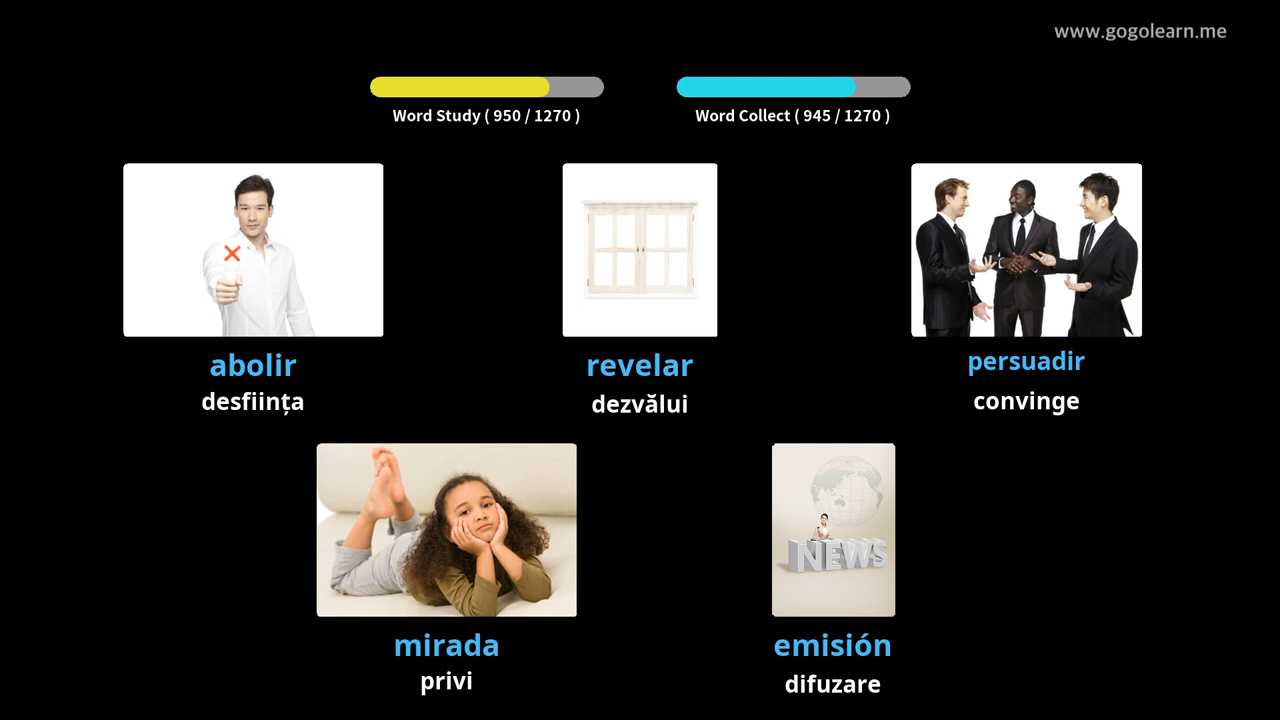 www.gogolearn.me
Word Study ( 950 / 1270 )
Word Collect ( 945 / 1270 )
abolir
desființa
revelar
dezvălui
persuadir
convinge
mirada
privi
NEWS
emisión
difuzare